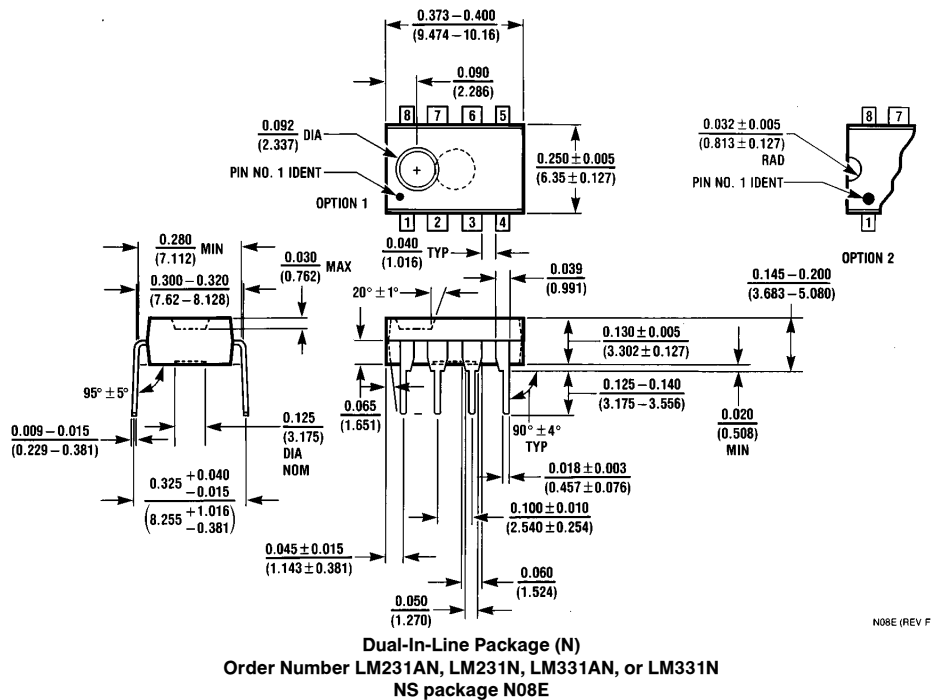 0.373 – 0.400
(9.474 – 10.16)
0.090
(2.286)
8 7 6 5
0.092
(2.337)
DIA
PIN NO. 1 IDENT
OPTION 1
1 2 3 4
0.250 ± 0.005
(6.35 ± 0.127)
0.032 ± 0.005
(0.813 ± 0.127)
RAD
PIN NO. 1 IDENT
8 7
1
OPTION 2
0.280
(7.112)
MIN
0.300 – 0.320
(7.62 – 8.128)
0.030
(0.762)
MAX
0.040
(1.016)
TYP
0.039
(0.991)
20° ± 1°
0.145 – 0.200
(3.683 – 5.080)
0.130 ± 0.005
(3.302 ± 0.127)
0.125 – 0.140
(3.175 – 3.556)
0.020
(0.508)
MIN
95° ± 5°
0.009 – 0.015
(0.229 – 0.381)
0.125
(3.175)
DIA
NOM
0.065
(1.651)
90° ± 4°
TYP
0.018 ± 0.003
(0.457 ± 0.076)
0.325 +0.040
−0.015
(8.255 +1.016
−0.381)
0.100 ± 0.010
(2.540 ± 0.254)
0.045 ± 0.015
(1.143 ± 0.381)
0.060
(1.524)
0.050
(1.270)
N08E (REV F
Dual-In-Line Package (N)
Order Number LM231AN, LM231N, LM331AN, or LM331N
NS package N08E